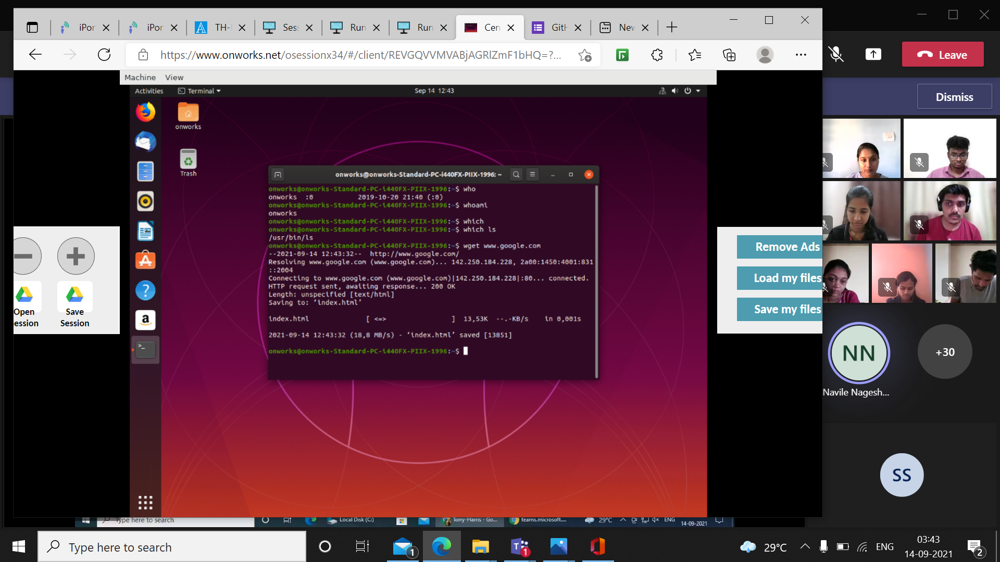 iPor
iPor
TH-
Ses
Run
Run
Cen
GitH
New
https://www.onworks.net/osessionx34/#/client/REVGQVVMVABjAGRlZmF1bHQ=?...
Leave
Machine View
Activities Terminal Sep 14 12:43
Dismiss
onworks
Trash
onworks@onworks-Standard-PC-i440FX-PIIX-1996: ~
onworks@onworks-Standard-PC-i440FX-PIIX-1996:~$ who
onworks :0 2019-10-20 21:40 (:0)
onworks@onworks-Standard-PC-i440FX-PIIX-1996:~$ whoami
onworks
onworks@onworks-Standard-PC-i440FX-PIIX-1996:~$ which
onworks@onworks-Standard-PC-i440FX-PIIX-1996:~$ which ls
/usr/bin/ls
onworks@onworks-Standard-PC-i440FX-PIIX-1996:~$ wget www.google.com
--2021-09-14 12:43:32-- http://www.google.com/
Resolving www.google.com (www.google.com)... 142.250.184.228, 2a00:1450:4001:831
::2004
Connecting to www.google.com (www.google.com)|142.250.184.228|:80... connected.
HTTP request sent, awaiting response... 200 OK
Length: unspecified [text/html]
Saving to: ‘index.html’
index.html [ <=> ] 13,53K --.-KB/s in 0,001s
2021-09-14 12:43:32 (18,8 MB/s) - ‘index.html’ saved [13851]
onworks@onworks-Standard-PC-i440FX-PIIX-1996:~$
Open
ession
Save
Session
Remove Ads
Load my files
Save my files
NN
+30
Navile Nagesh...
SS
Type here to search
Local Disk (C:)
Torry-Harris - Go...
teams.microsoft....
29°C
ENG
14-09-2021
Type here to search
1
1
29°C
ENG
03:43
14-09-2021
2